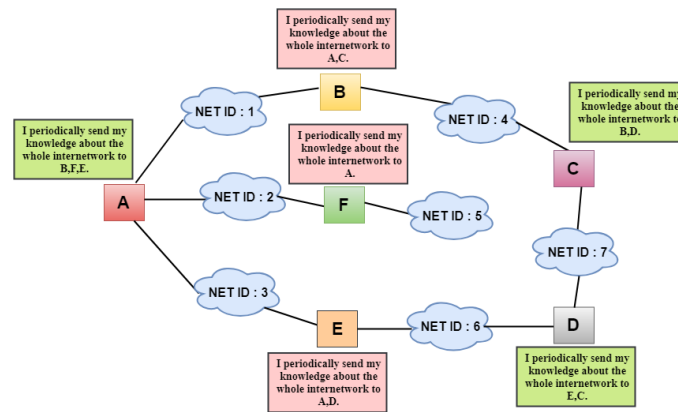 I periodically send my
knowledge about the
whole internetwork to
A,C.
B
NET ID : 1
NET ID : 4
I periodically send my
knowledge about the
whole internetwork to
B,D.
I periodically send my
knowledge about the
whole internetwork to
B,F,E.
I periodically send my
knowledge about the
whole internetwork to
A.
C
A
NET ID : 2
F
NET ID : 5
NET ID : 7
NET ID : 3
E
NET ID : 6
D
I periodically send my
knowledge about the
whole internetwork to
A,D.
I periodically send my
knowledge about the
whole internetwork to
E,C.